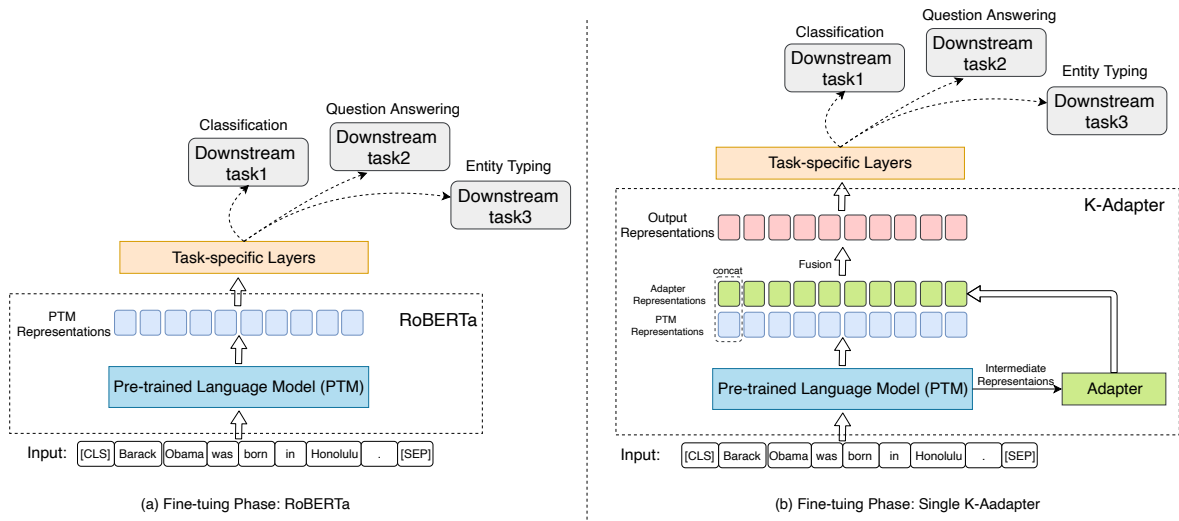 Classification
Downstream
task1
Question Answering
Downstream
task2
Entity Typing
Downstream
task3
Task-specific Layers
PTM
Representations
RoBERTa
Pre-trained Language Model (PTM)
Input:
[CLS] Barack Obama was born in Honolulu . [SEP]
(a) Fine-tuing Phase: RoBERTa
Classification
Downstream
task1
Question Answering
Downstream
task2
Entity Typing
Downstream
task3
Task-specific Layers
K-Adapter
Output
Representations
Fusion
concat
Adapter
Representations
PTM
Representations
Pre-trained Language Model (PTM)
Intermediate
Representaions
Adapter
Input:
[CLS] Barack Obama was born in Honolulu . [SEP]
(b) Fine-tuing Phase: Single K-Aadapter